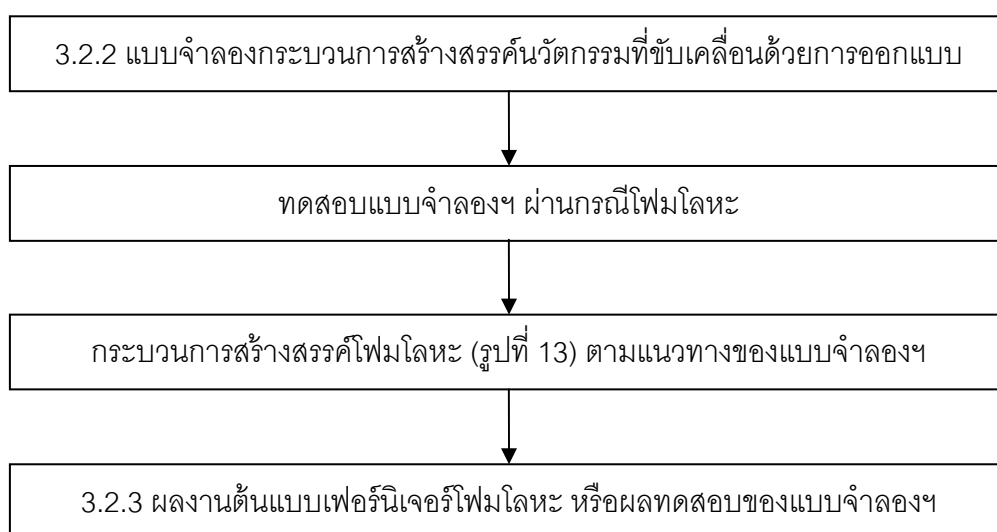 3.2.2 แบบจำลองกระบวนการสร้างสรรค์นวัตกรรมที่ขับเคลื่อนด้วยการออกแบบ
ทดสอบแบบจำลองฯ ผ่านกรณีโฟมโลหะ
กระบวนการสร้างสรรค์โฟมโลหะ (รูปที่ 13) ตามแนวทางของแบบจำลองฯ
3.2.3 ผลงานต้นแบบเฟอร์นิเจอร์โฟมโลหะ หรือผลทดสอบของแบบจำลองฯ